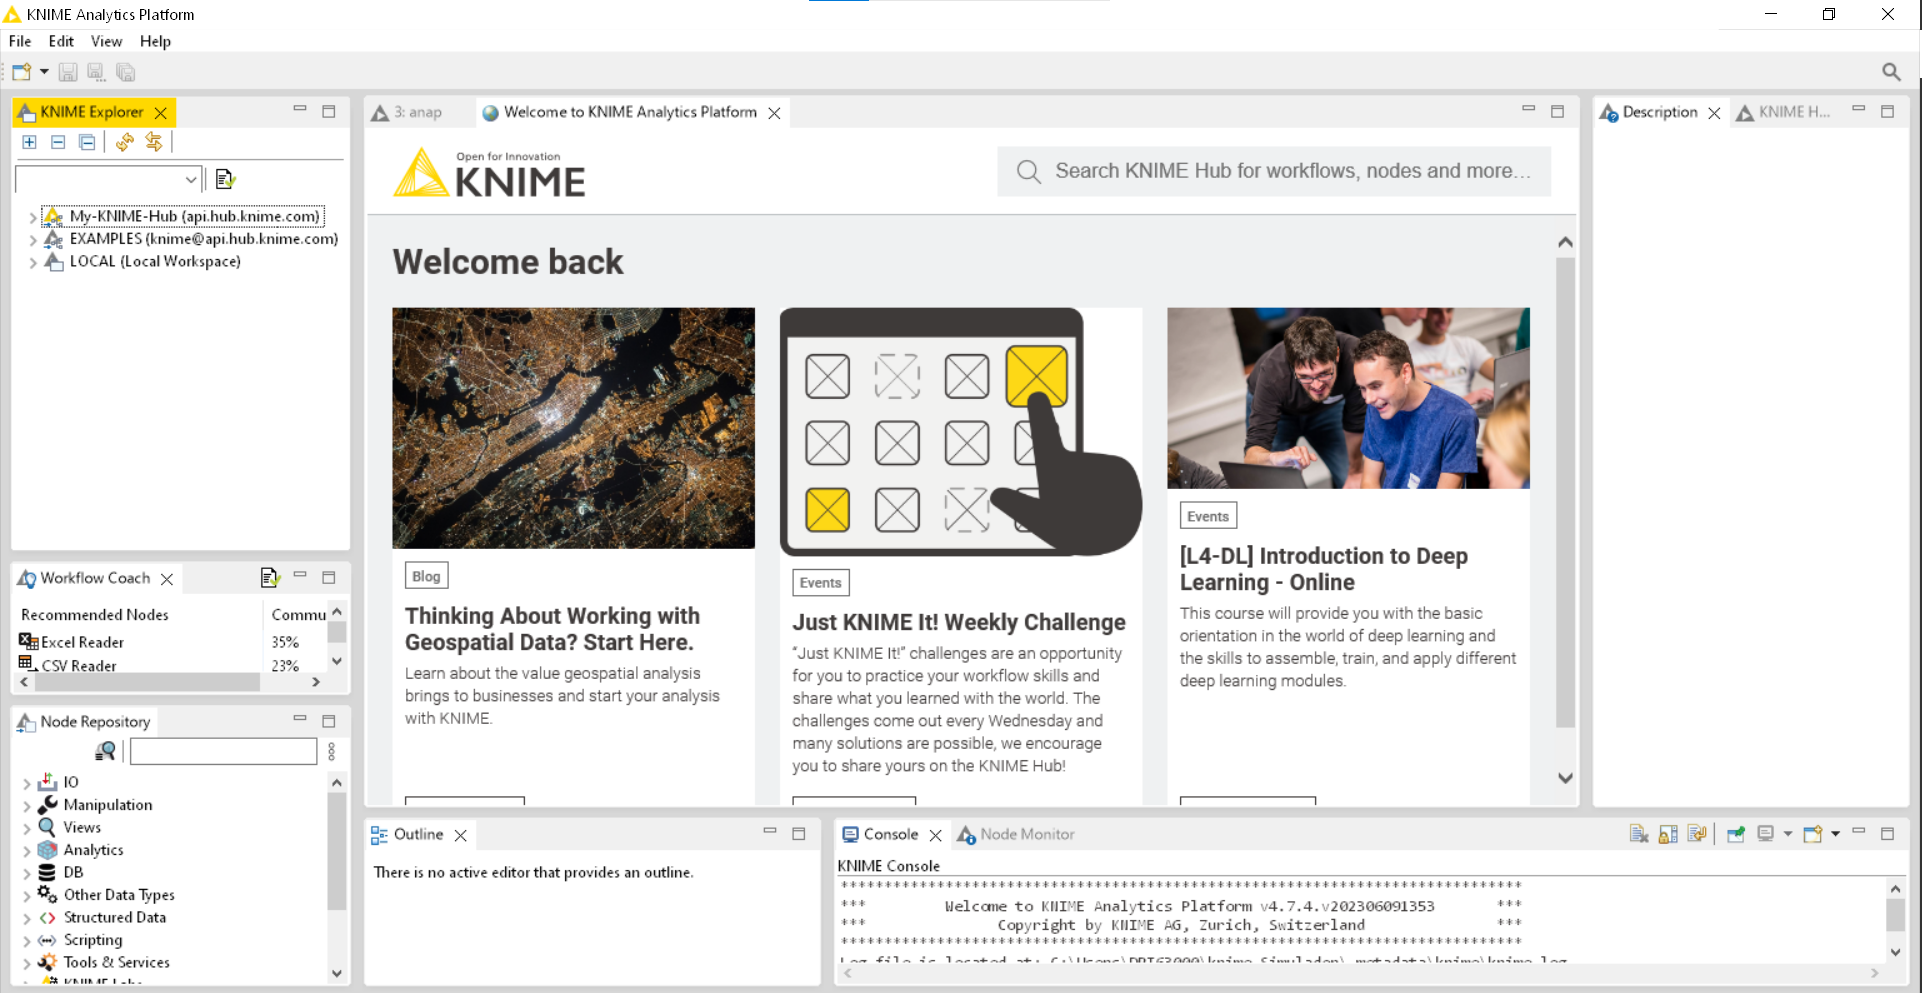 KNIME Analytics Platform
File Edit View Help
KNIME Explorer
My-KNIME-Hub (api.hub.knime.com)
EXAMPLES (knime@api.hub.knime.com)
LOCAL (Local Workspace)
Workflow Coach
Recommended Nodes Commu
Excel Reader 35%
CSV Reader 23%
Node Repository
IO
Manipulation
Views
Analytics
DB
Other Data Types
Structured Data
Scripting
Tools & Services
KNIME Labs
3: anap
Welcome to KNIME Analytics Platform
Open for Innovation
KNIME
Search KNIME Hub for workflows, nodes and more...
Welcome back
Blog
Thinking About Working with
Geospatial Data? Start Here.
Learn about the value geospatial analysis
brings to businesses and start your analysis
with KNIME.
Events
Just KNIME It! Weekly Challenge
“Just KNIME It!” challenges are an opportunity
for you to practice your workflow skills and
share what you learned with the world. The
challenges come out every Wednesday and
many solutions are possible, we encourage
you to share yours on the KNIME Hub!
Events
[L4-DL] Introduction to Deep
Learning - Online
This course will provide you with the basic
orientation in the world of deep learning and
the skills to assemble, train, and apply different
deep learning modules.
Description
KNIME H...
Outline
There is no active editor that provides an outline.
Console
Node Monitor
KNIME Console
******************************************************************************
*** Welcome to KNIME Analytics Platform v4.7.4.v202306091353 ***
*** Copyright by KNIME AG, Zurich, Switzerland ***
******************************************************************************
Log file is located at: